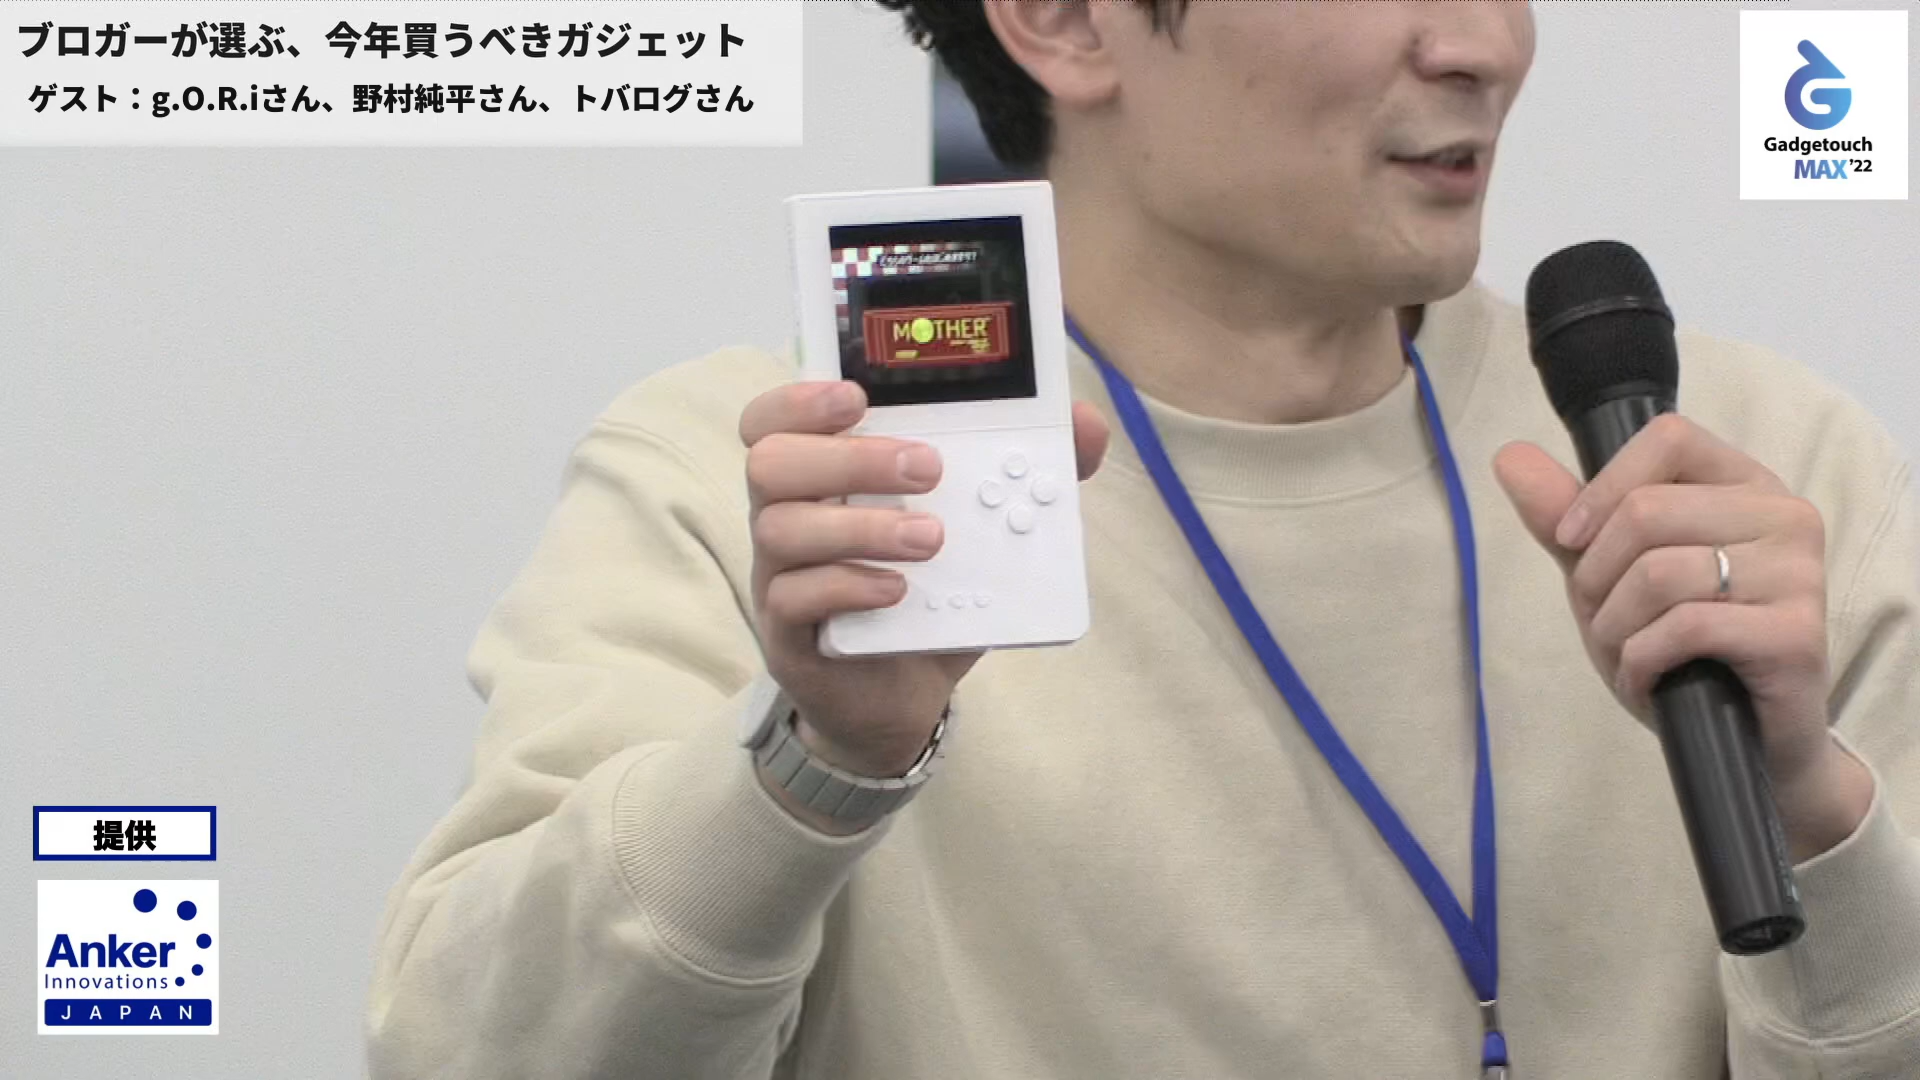 ブロガーが選ぶ、今年買うべきガジェット
ゲスト：g.O.R.iさん、野村純平さん、トバログさん
Gadgetouch
MAX '22
MOTHER
提供
Anker
Innovations
JAPAN